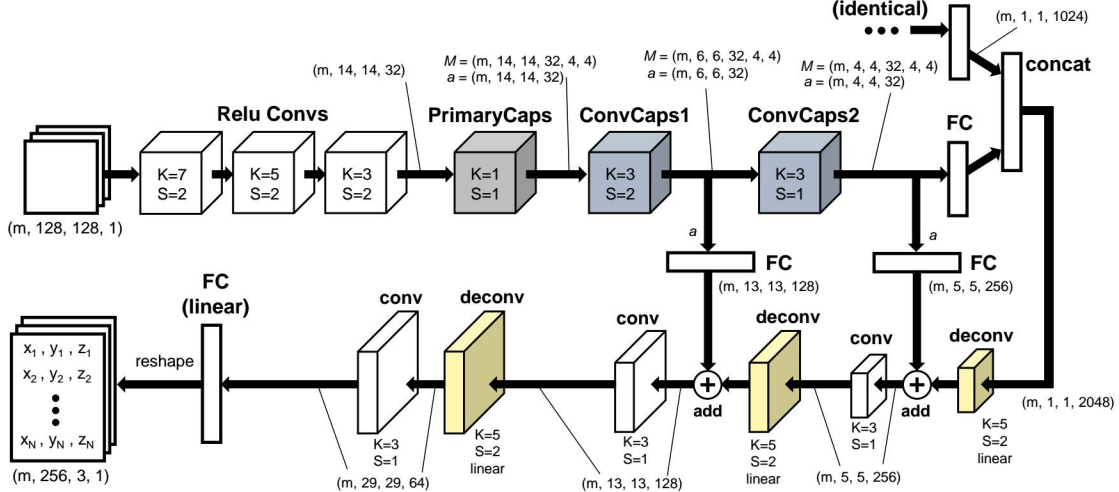 (identical)
(m, 1, 1, 1024)
concat
(m, 14, 14, 32)
M = (m, 14, 14, 32, 4, 4)
a = (m, 14, 14, 32)
M = (m, 6, 6, 32, 4, 4)
a = (m, 6, 6, 32)
M = (m, 4, 4, 32, 4, 4)
a = (m, 4, 4, 32)
Relu Convs
PrimaryCaps
ConvCaps1
ConvCaps2
FC
K=7
S=2
K=5
S=2
K=3
S=2
K=1
S=1
K=3
S=2
K=3
S=1
(m, 128, 128, 1)
a
a
FC
(m, 13, 13, 128)
FC
(m, 5, 5, 256)
FC
(linear)
conv
deconv
conv
deconv
conv
deconv
reshape
x1 , y1 , z1
x2 , y2 , z2
xN , yN , zN
(m, 256, 3, 1)
add
add
(m, 1, 1, 2048)
K=3
S=1
K=5
S=2
linear
K=3
S=1
K=5
S=2
linear
K=3
S=1
K=5
S=2
linear
(m, 29, 29, 64)
(m, 13, 13, 128)
(m, 5, 5, 256)